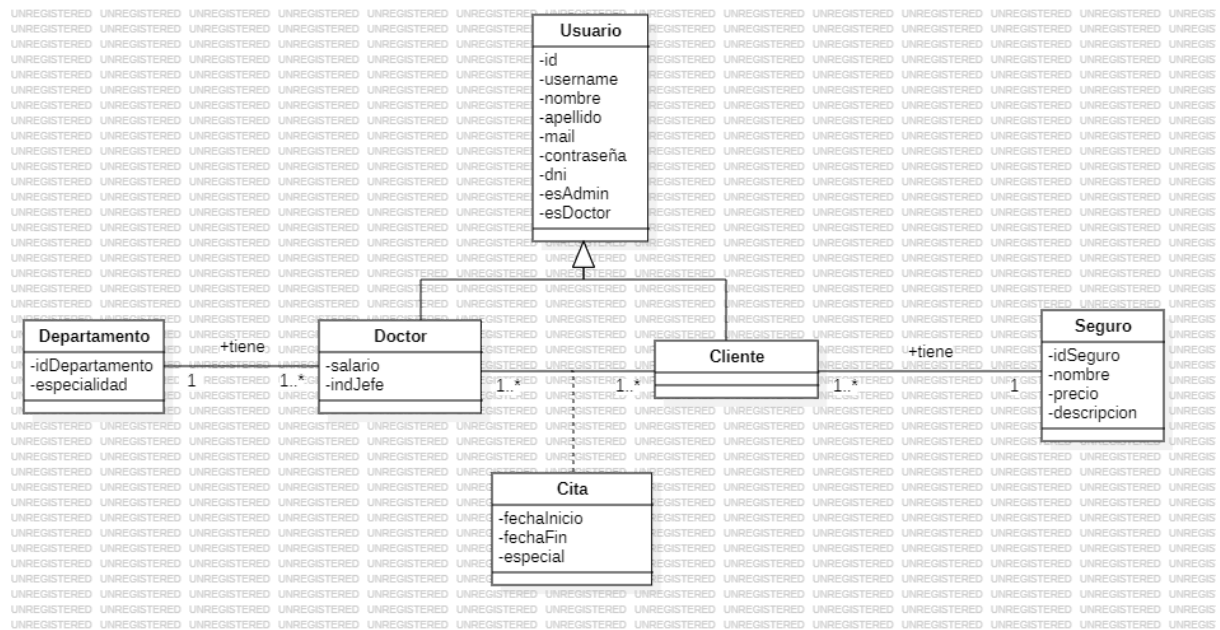 Usuario
-id
-username
-nombre
-apellido
-mail
-contraseña
-dni
-esAdmin
-esDoctor
Departamento
-idDepartamento
-especialidad
+tiene
1
1..*
Doctor
-salario
-indJefe
1..*
1..*
Cliente
+tiene
1..*
1
Seguro
-idSeguro
-nombre
-precio
-descripcion
Cita
-fechaInicio
-fechaFin
-especial
UNREGISTERED